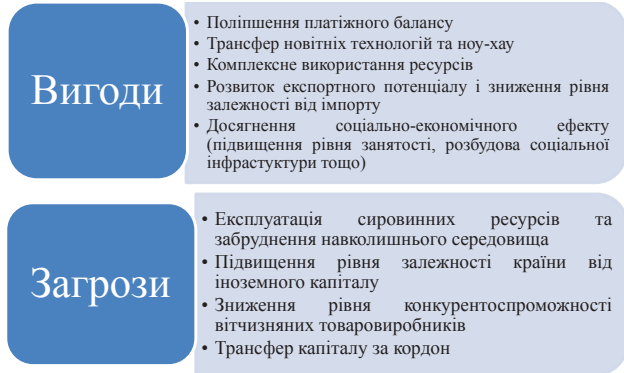 Вигоди
• Поліпшення платіжного балансу
• Трансфер новітніх технологій та ноу-хау
• Комплексне використання ресурсів
• Розвиток експортного потенціалу і зниження рівня
залежності від імпорту
• Досягнення соціально-економічного ефекту
(підвищення рівня занятості, розбудова соціальної
інфрастуктури тощо)
Загрози
• Експлуатація сировинних ресурсів та
забруднення навколишнього середовища
• Підвищення рівня залежності країни від
іноземного капіталу
• Зниження рівня конкурентоспроможності
вітчизняних товаровиробників
• Трансфер капіталу за кордон